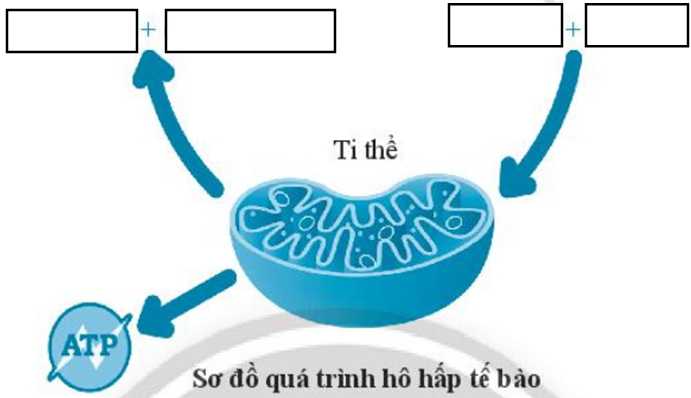 +
+
Ti thể
ATP
Sơ đồ quá trình hô hấp tế bào